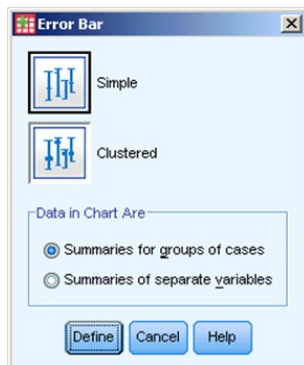 Error Bar
Simple
Clustered
Data in Chart Are
Summaries for groups of cases
Summaries of separate variables
Define Cancel Help